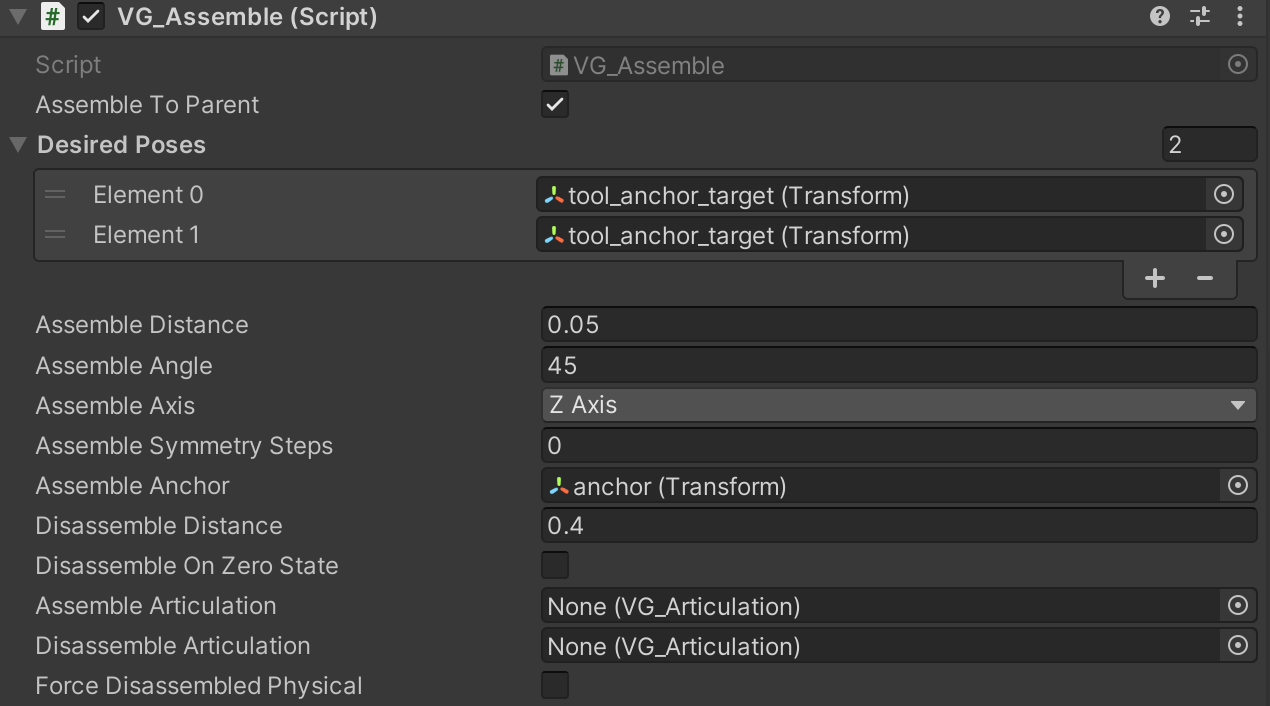 # VG_Assemble (Script)
Script # VG_Assemble
Assemble To Parent
Desired Poses 2
Element 0 tool_anchor_target (Transform)
Element 1 tool_anchor_target (Transform)
+ −
Assemble Distance 0.05
Assemble Angle 45
Assemble Axis Z Axis
Assemble Symmetry Steps 0
Assemble Anchor anchor (Transform)
Disassemble Distance 0.4
Disassemble On Zero State
Assemble Articulation None (VG_Articulation)
Disassemble Articulation None (VG_Articulation)
Force Disassembled Physical